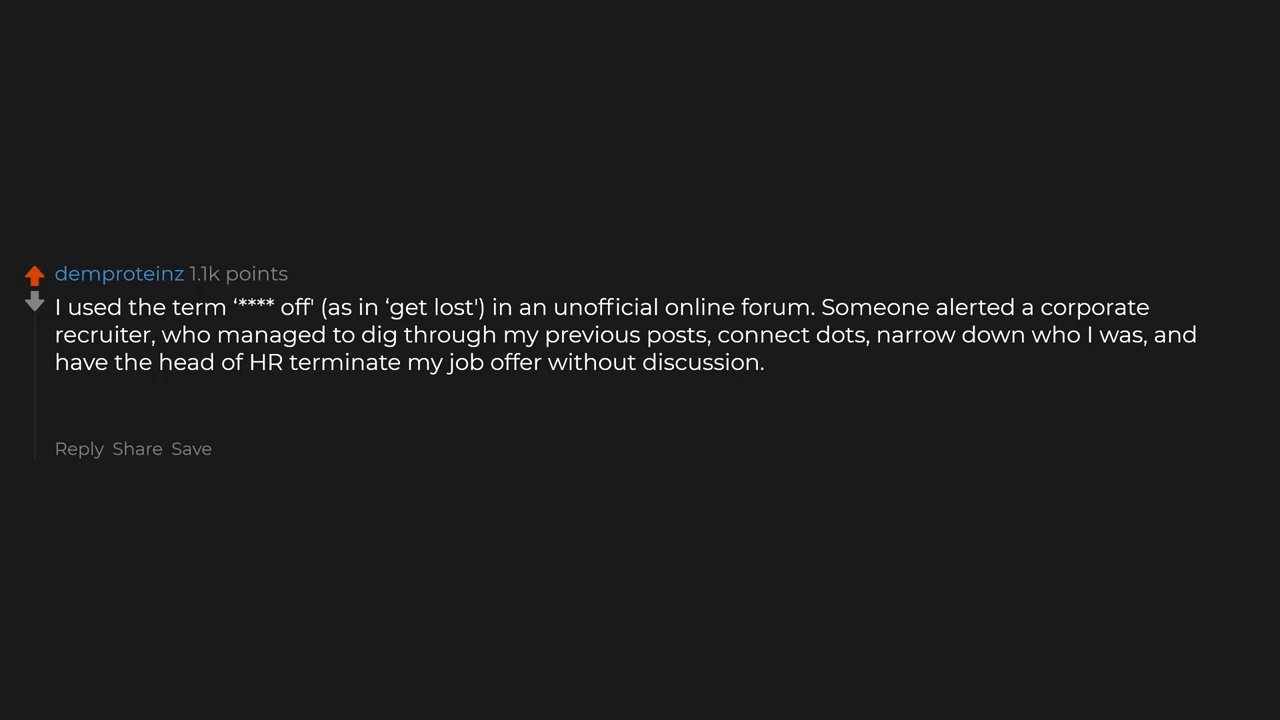 demproteinz 1.1k points
I used the term ‘**** off' (as in ‘get lost') in an unofficial online forum. Someone alerted a corporate
recruiter, who managed to dig through my previous posts, connect dots, narrow down who I was, and
have the head of HR terminate my job offer without discussion.
Reply Share Save